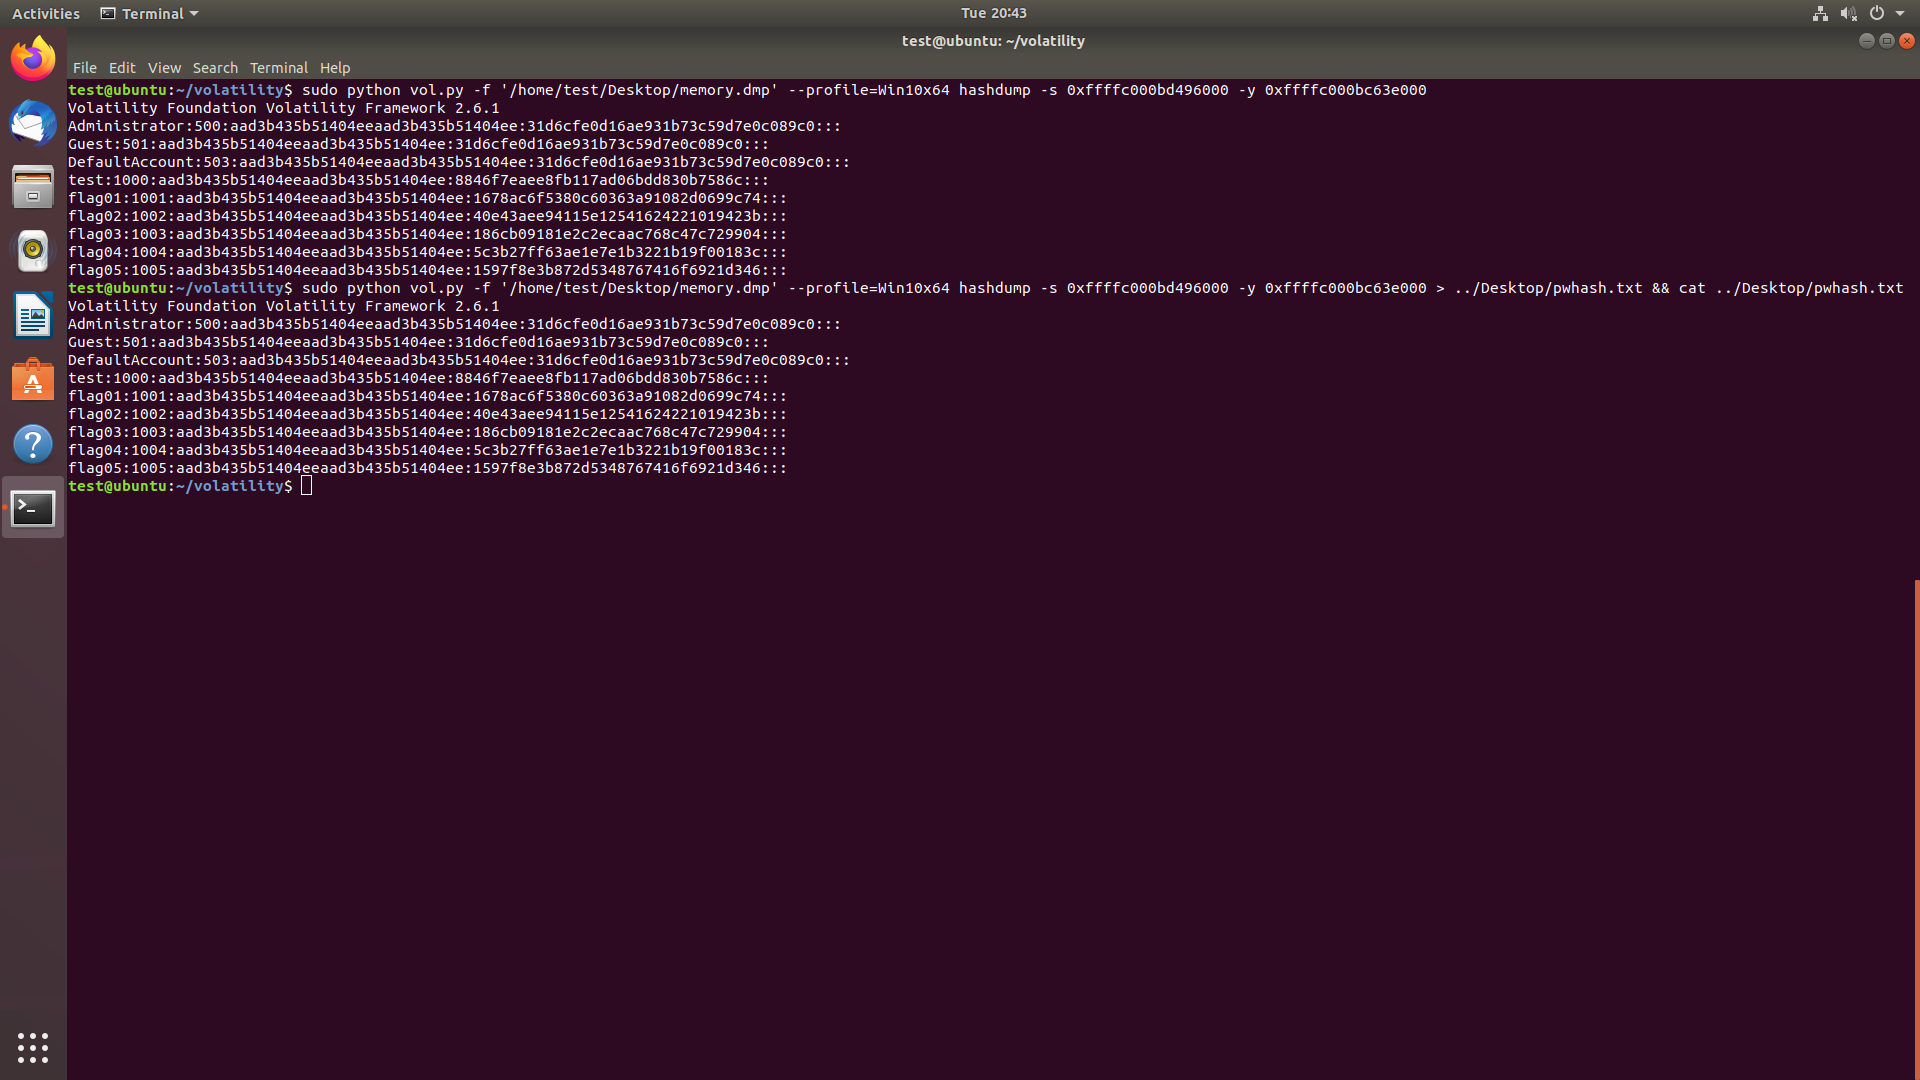 Activities Terminal Tue 20:43
test@ubuntu: ~/volatility
File Edit View Search Terminal Help
test@ubuntu:~/volatility$ sudo python vol.py -f '/home/test/Desktop/memory.dmp' --profile=Win10x64 hashdump -s 0xffffc000bd496000 -y 0xffffc000bc63e000
Volatility Foundation Volatility Framework 2.6.1
Administrator:500:aad3b435b51404eeaad3b435b51404ee:31d6cfe0d16ae931b73c59d7e0c089c0:::
Guest:501:aad3b435b51404eeaad3b435b51404ee:31d6cfe0d16ae931b73c59d7e0c089c0:::
DefaultAccount:503:aad3b435b51404eeaad3b435b51404ee:31d6cfe0d16ae931b73c59d7e0c089c0:::
test:1000:aad3b435b51404eeaad3b435b51404ee:8846f7eaee8fb117ad06bdd830b7586c:::
flag01:1001:aad3b435b51404eeaad3b435b51404ee:1678ac6f5380c60363a91082d0699c74:::
flag02:1002:aad3b435b51404eeaad3b435b51404ee:40e43aee94115e12541624221019423b:::
flag03:1003:aad3b435b51404eeaad3b435b51404ee:186cb09181e2c2ecaac768c47c729904:::
flag04:1004:aad3b435b51404eeaad3b435b51404ee:5c3b27ff63ae1e7e1b3221b19f00183c:::
flag05:1005:aad3b435b51404eeaad3b435b51404ee:1597f8e3b872d5348767416f6921d346:::
test@ubuntu:~/volatility$ sudo python vol.py -f '/home/test/Desktop/memory.dmp' --profile=Win10x64 hashdump -s 0xffffc000bd496000 -y 0xffffc000bc63e000 > ../Desktop/pwhash.txt && cat ../Desktop/pwhash.txt
Volatility Foundation Volatility Framework 2.6.1
Administrator:500:aad3b435b51404eeaad3b435b51404ee:31d6cfe0d16ae931b73c59d7e0c089c0:::
Guest:501:aad3b435b51404eeaad3b435b51404ee:31d6cfe0d16ae931b73c59d7e0c089c0:::
DefaultAccount:503:aad3b435b51404eeaad3b435b51404ee:31d6cfe0d16ae931b73c59d7e0c089c0:::
test:1000:aad3b435b51404eeaad3b435b51404ee:8846f7eaee8fb117ad06bdd830b7586c:::
flag01:1001:aad3b435b51404eeaad3b435b51404ee:1678ac6f5380c60363a91082d0699c74:::
flag02:1002:aad3b435b51404eeaad3b435b51404ee:40e43aee94115e12541624221019423b:::
flag03:1003:aad3b435b51404eeaad3b435b51404ee:186cb09181e2c2ecaac768c47c729904:::
flag04:1004:aad3b435b51404eeaad3b435b51404ee:5c3b27ff63ae1e7e1b3221b19f00183c:::
flag05:1005:aad3b435b51404eeaad3b435b51404ee:1597f8e3b872d5348767416f6921d346:::
test@ubuntu:~/volatility$